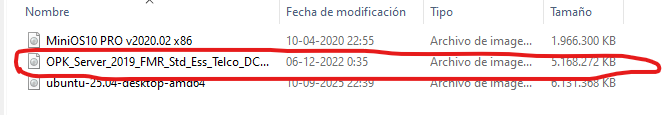 Nombre Fecha de modificación Tipo Tamaño
MiniOS10 PRO v2020.02 x86 10-04-2020 22:55 Archivo de image... 1.966.300 KB
OPK_Server_2019_FMR_Std_Ess_Telco_DC... 06-12-2022 0:35 Archivo de image... 5.168.272 KB
ubuntu-25.04-desktop-amd64 10-09-2025 22:39 Archivo de image... 6.131.368 KB